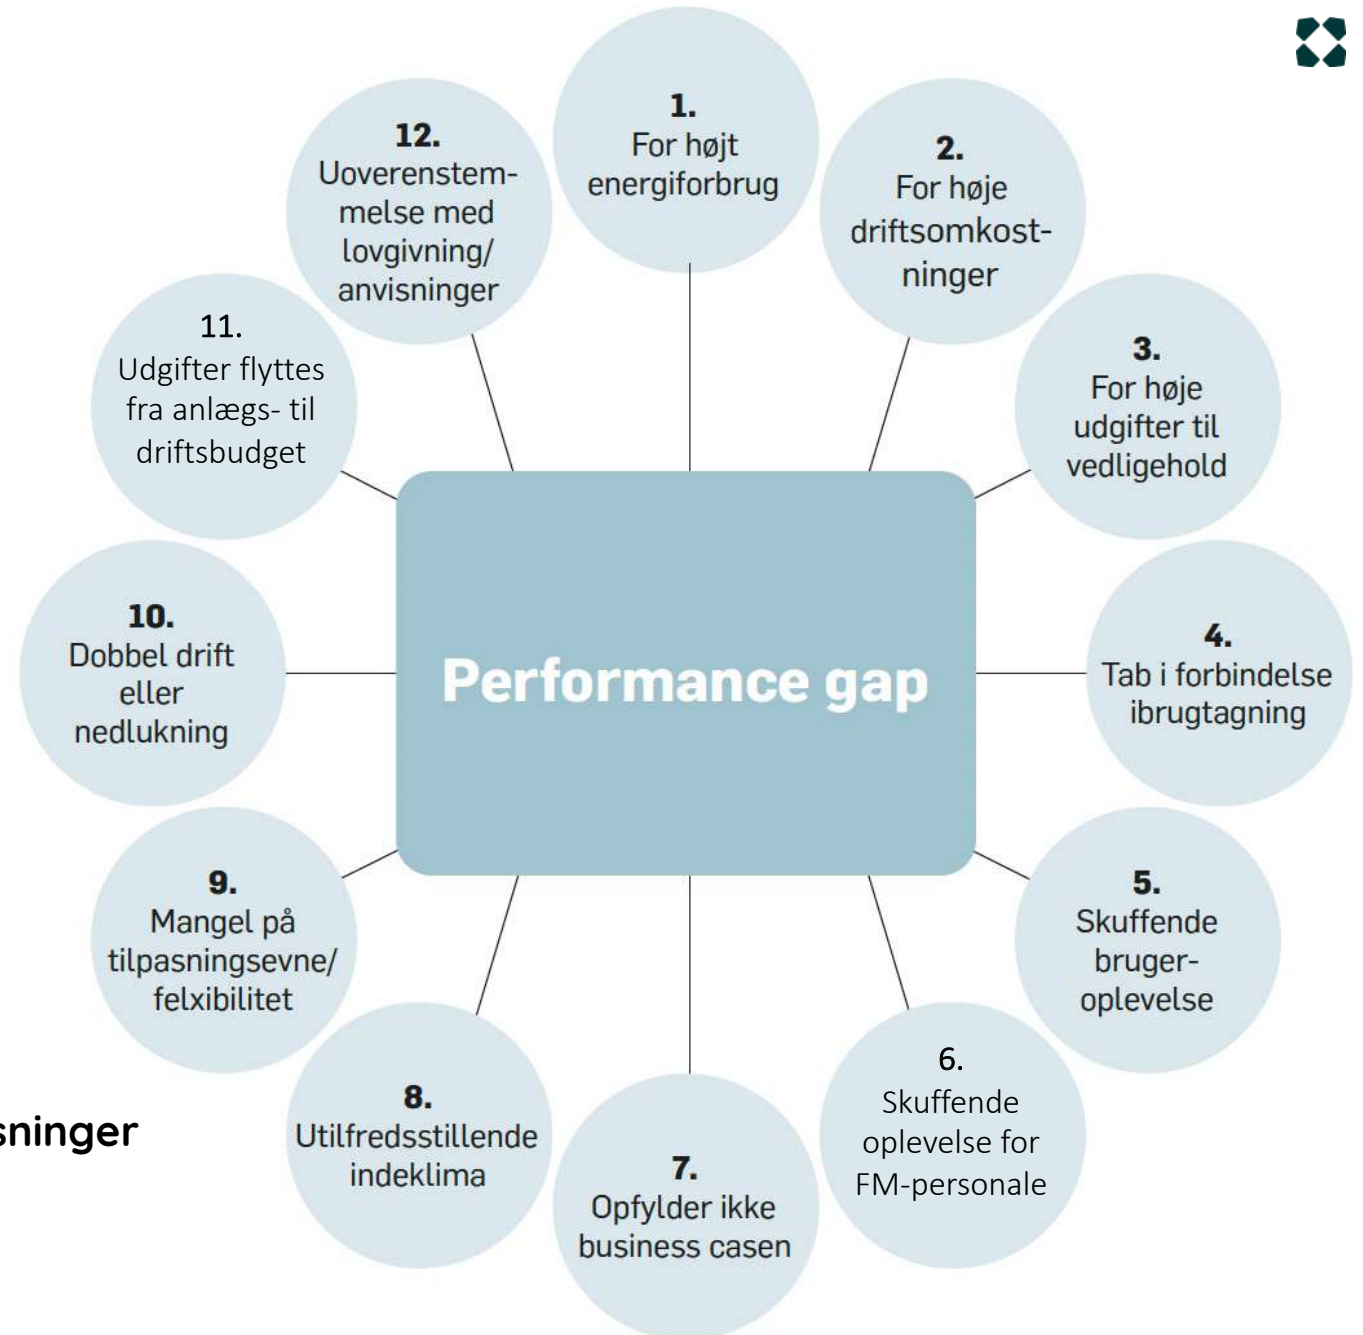 1.
For højt
energiforbrug
2.
For høje
driftsomkost-
ninger
3.
For høje
udgifter til
vedligehold
4.
Tab i forbindelse
ibrugtagning
5.
Skuffende
bruger-
oplevelse
6.
Skuffende
oplevelse for
FM-personale
7.
Opfylder ikke
business casen
8.
Utilfredsstillende
indeklima
9.
Mangel på
tilpasningsevne/
felxibilitet
10.
Dobbel drift
eller
nedlukning
11.
Udgifter flyttes
fra anlægs- til
driftsbudget
12.
Uoverenstem-
melse med
lovgivning/
anvisninger
Performance gap
sninger